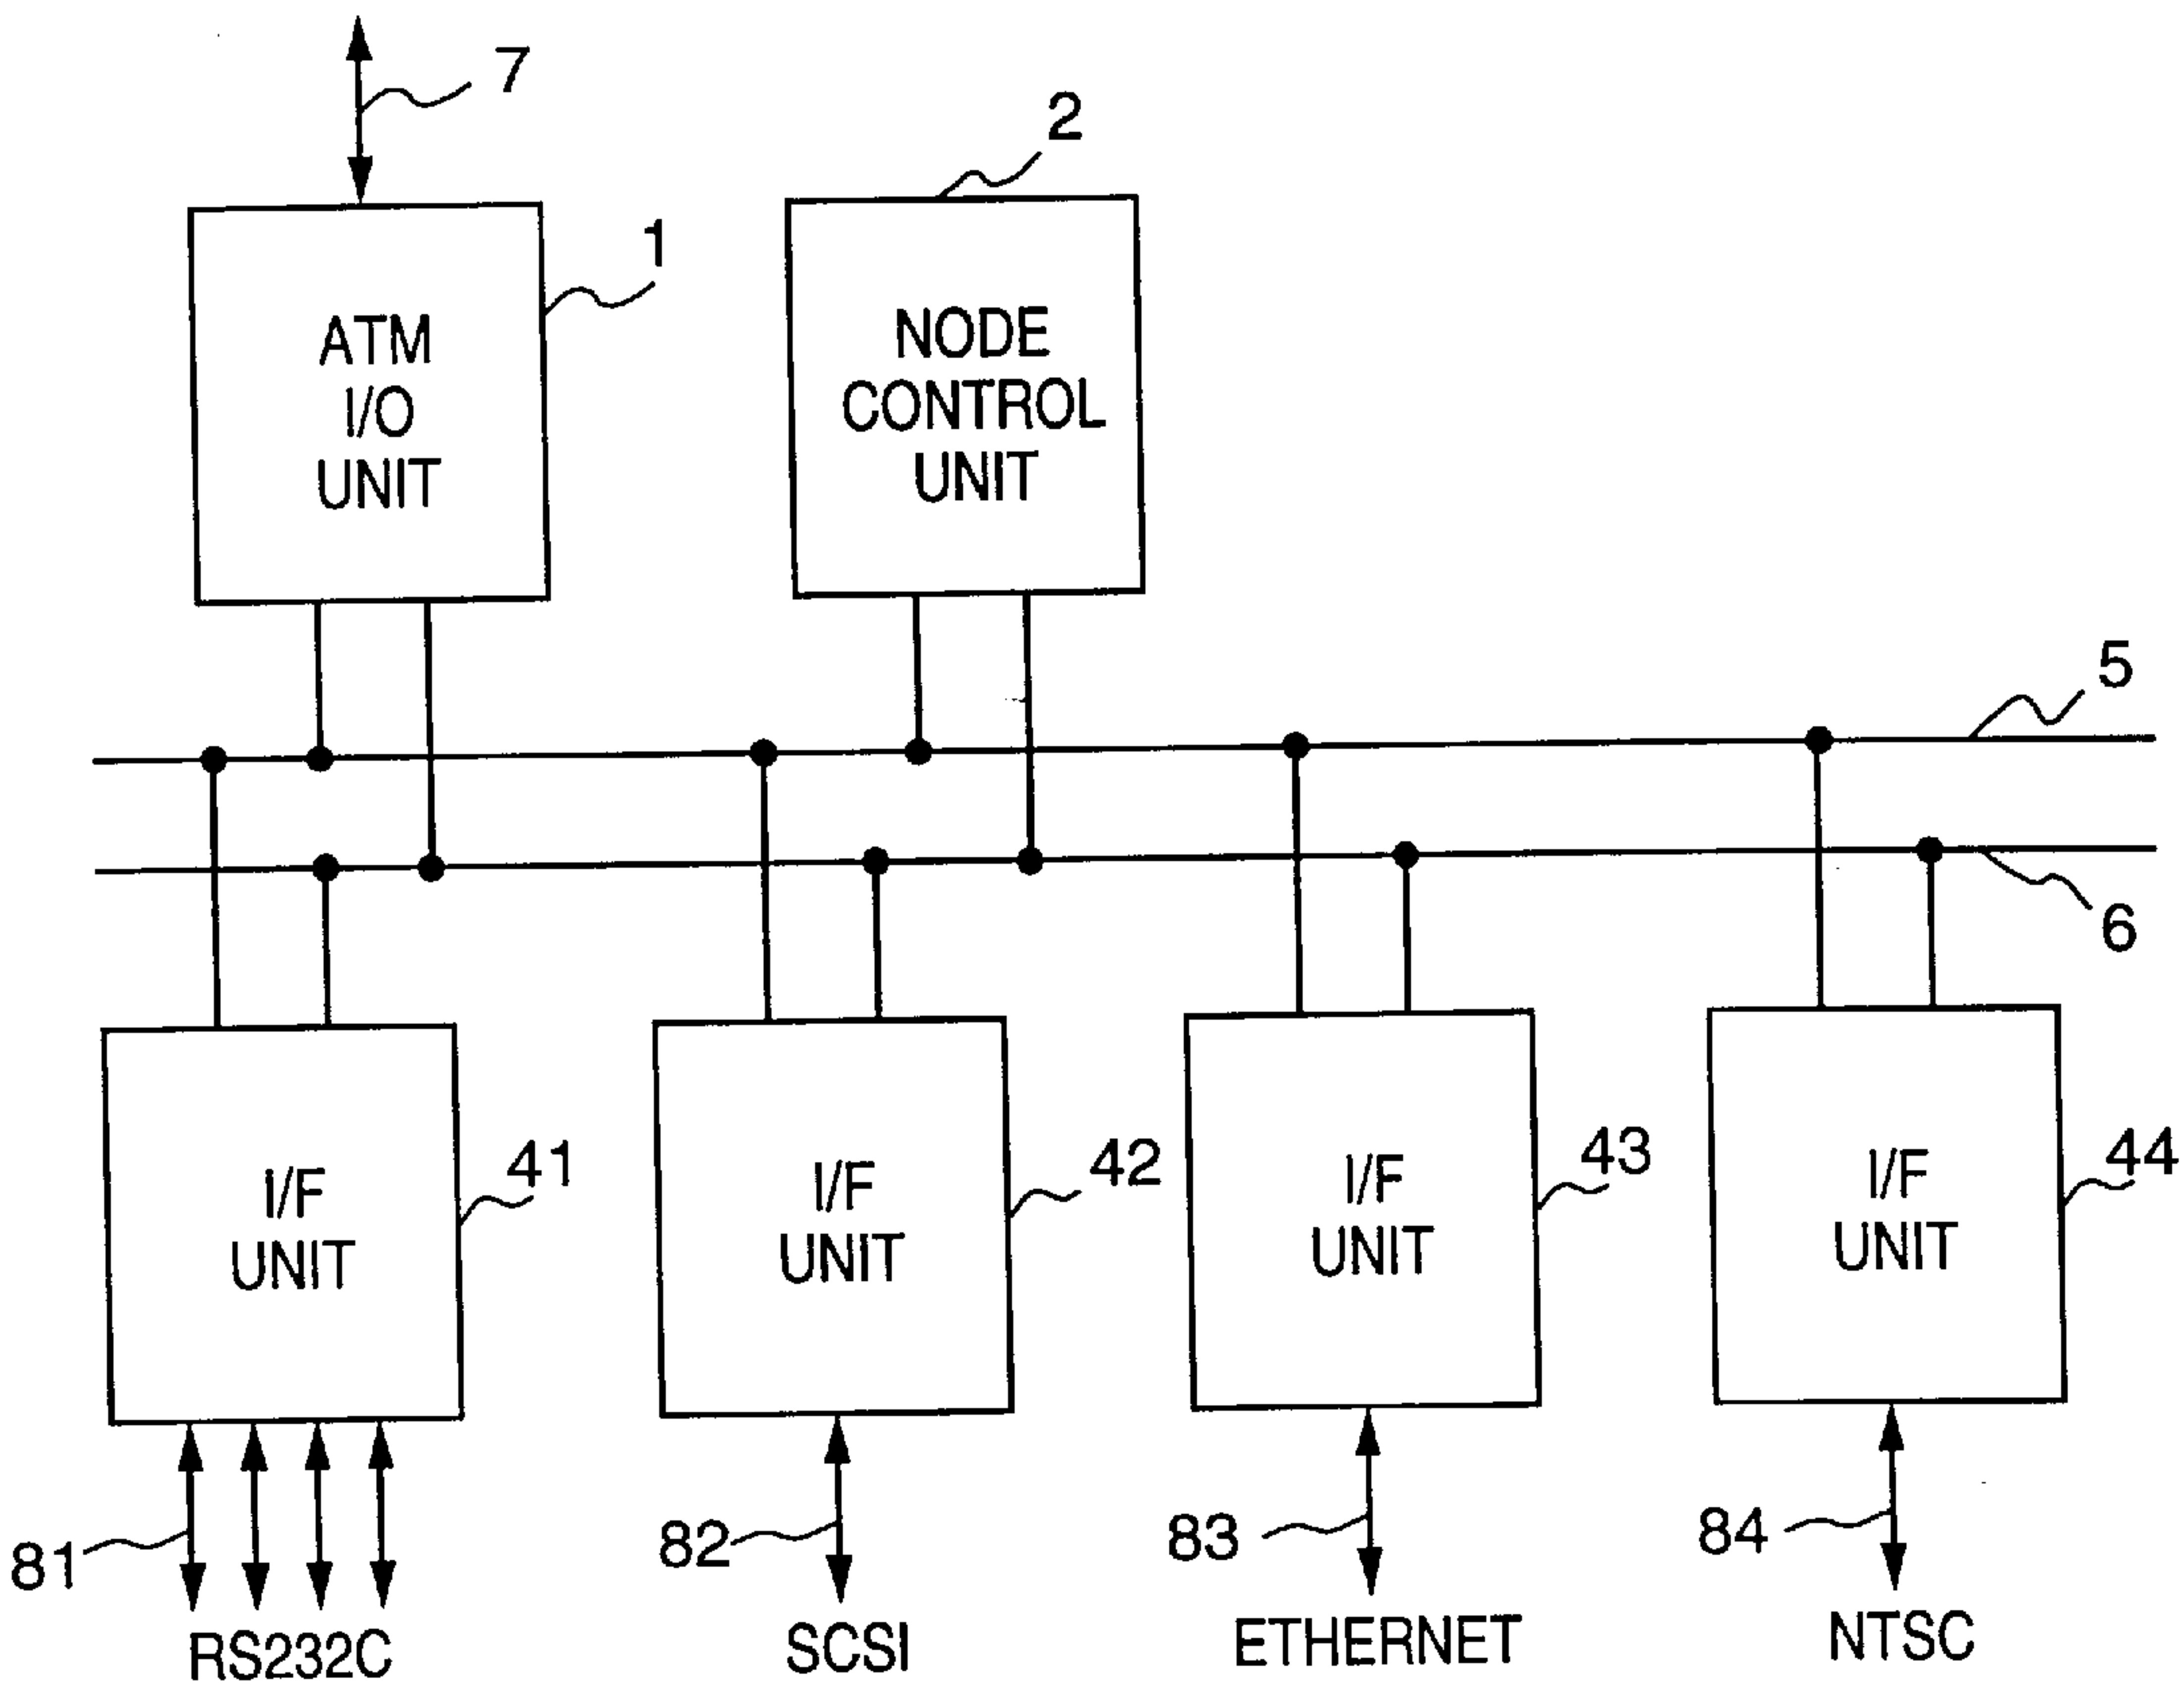 7
2
1
ATM
I/O
UNIT
NODE
CONTROL
UNIT
5
6
I/F
UNIT
41
I/F
UNIT
42
I/F
UNIT
43
I/F
UNIT
44
81
82
83
84
RS232C
SCSI
ETHERNET
NTSC